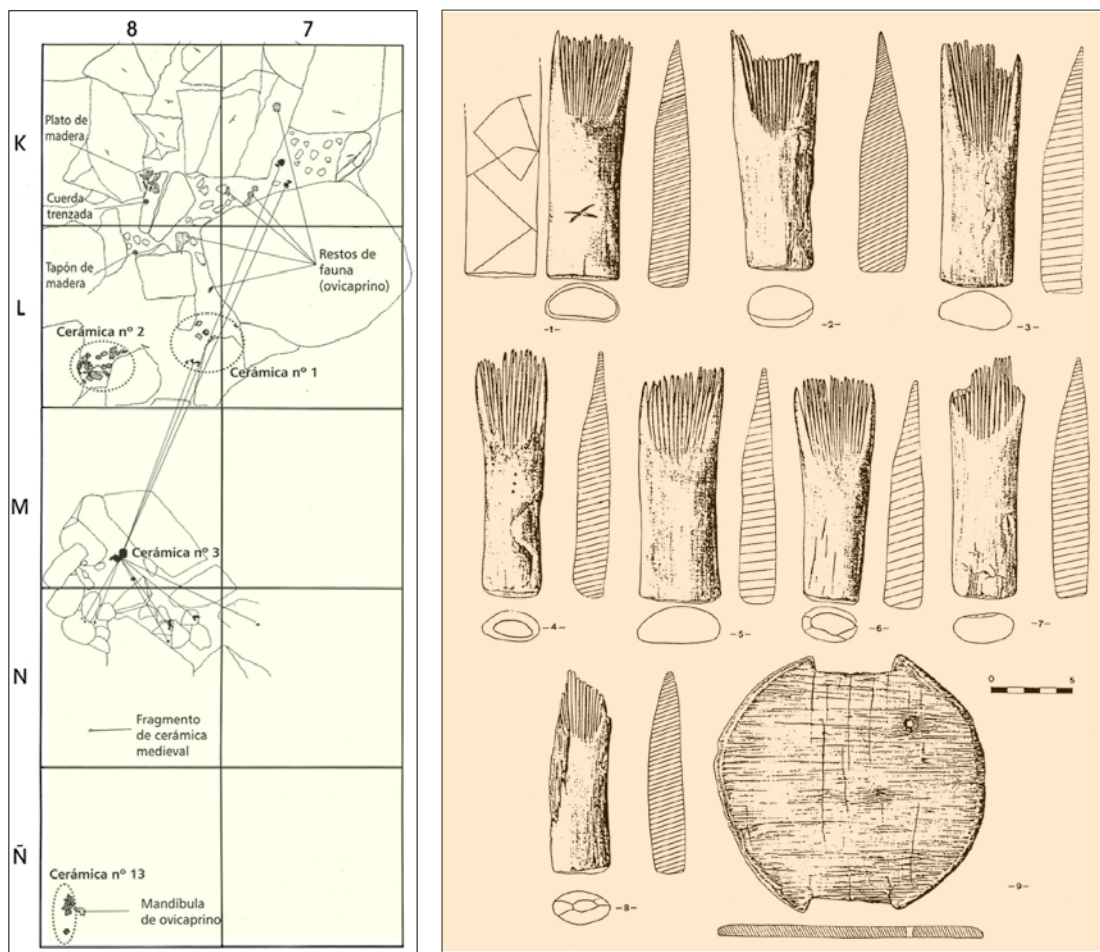 8 7
K
Plato de
madera
Cuerda
trenzada
Restos de
fauna
(ovicaprino)
Tapón de
madera
L
Cerámica nº 2
Cerámica nº 1
M
Cerámica nº 3
N
Fragmento
de cerámica
medieval
Ñ
Cerámica nº 13
Mandíbula
de ovicaprino
-1-
-2-
-3-
-4-
-5-
-6-
-7-
0 5
-8-
-9-